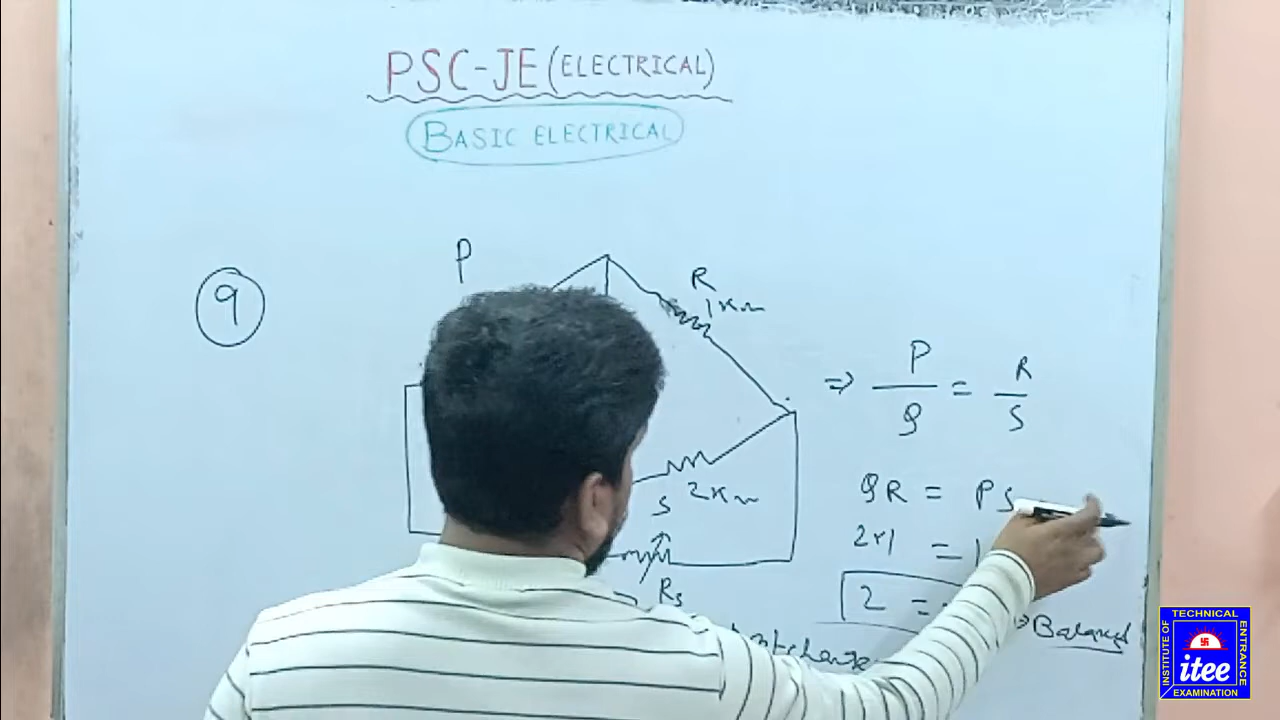 PSC-JE (ELECTRICAL)
BASIC ELECTRICAL
9
P
R
1KΩ
S
2KΩ
Rs
⇒ P/Q = R/S
QR = PS
2×1 = 1
2 =
⇒ Balanced
INSTITUTE OF TECHNICAL ENTRANCE EXAMINATION
itee